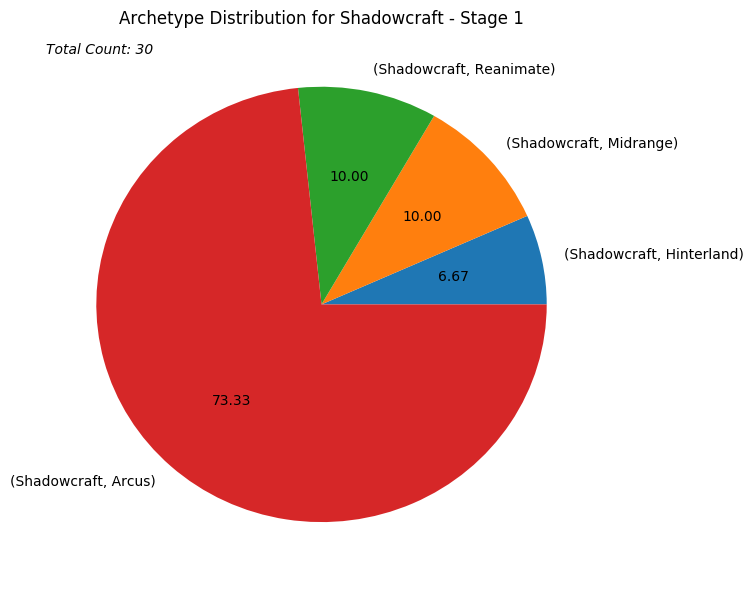 Archetype Distribution for Shadowcraft - Stage 1
Total Count: 30
(Shadowcraft, Reanimate)
(Shadowcraft, Midrange)
10.00
10.00
(Shadowcraft, Hinterland)
6.67
73.33
(Shadowcraft, Arcus)